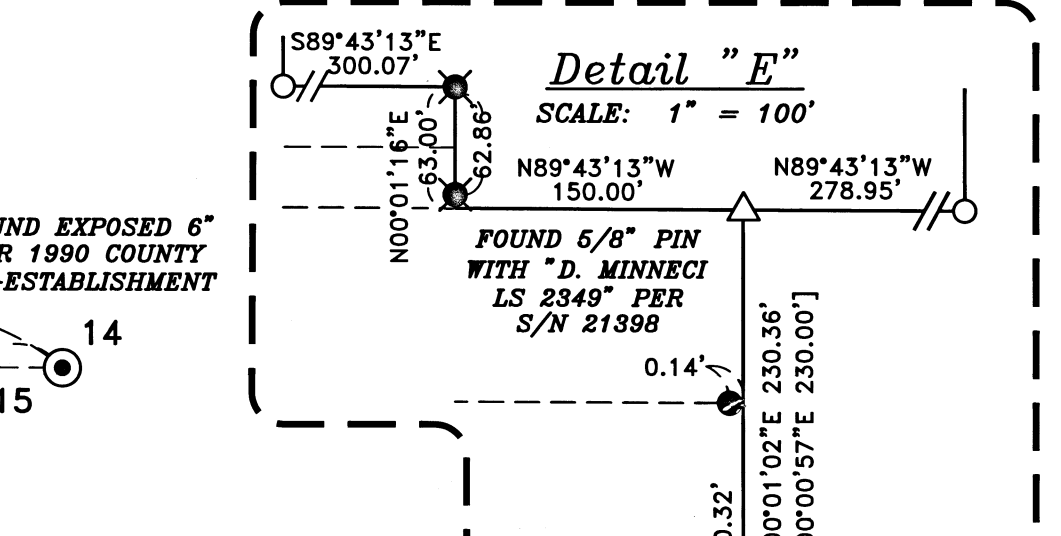 S89°43'13"E
300.07'
Detail "E"
SCALE: 1" = 100'
N00°01'16"E
63.00'
62.86'
N89°43'13"W
150.00'
N89°43'13"W
278.95'
EXPOSED 6"
1990 COUNTY
-ESTABLISHMENT
14
15
FOUND 5/8" PIN
WITH "D. MINNECI
LS 2349" PER
S/N 21398
0.14'
0.32'
00°01'02"E 230.36'
00°00'57"E 230.00']